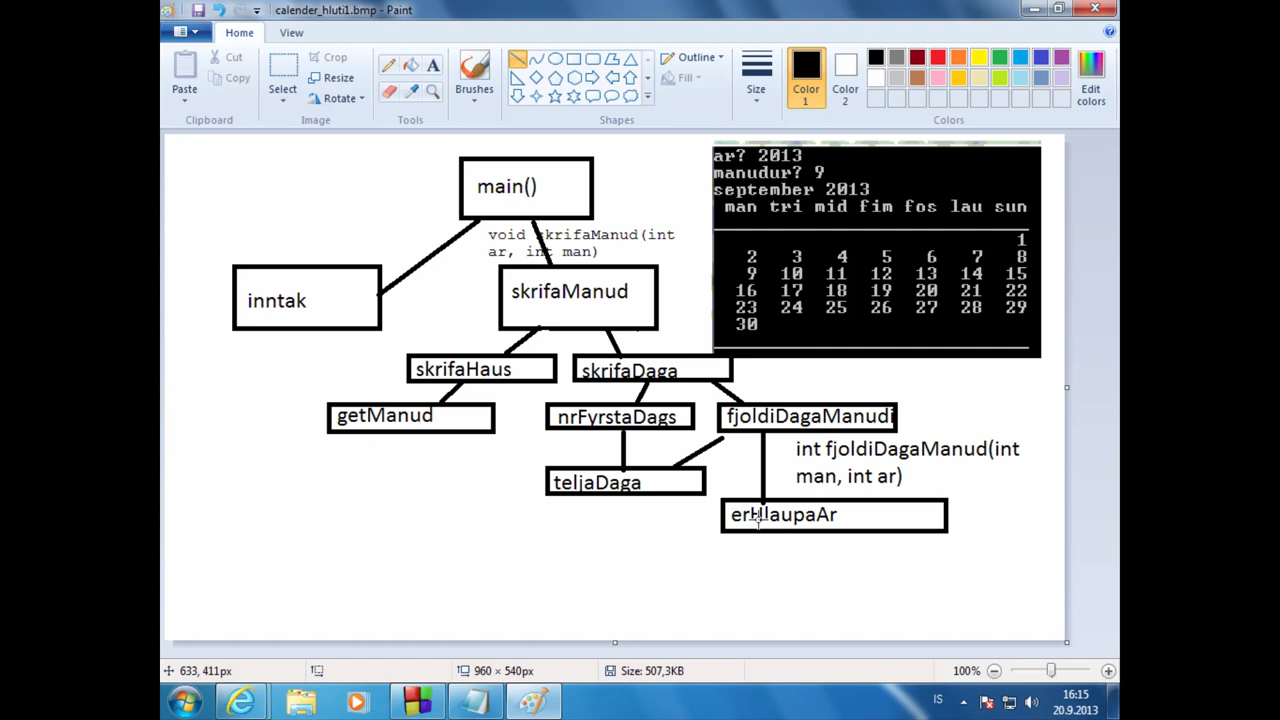 calender_hluti1.bmp - Paint
Home View
Paste
Cut
Copy
Clipboard
Select
Crop
Resize
Rotate
Image
Tools
Brushes
Shapes
Outline
Fill
Size
Color 1
Color 2
Edit colors
Colors
main()
void skrifaManud(int
ar, int man)
inntak
skrifaManud
skrifaHaus
skrifaDaga
getManud
nrFyrstaDags
fjoldiDagaManudi
int fjoldiDagaManud(int
man, int ar)
teljaDaga
erHlaupaAr
ar? 2013
manudur? 9
september 2013
man tri mid fim fos lau sun
1
2 3 4 5 6 7 8
9 10 11 12 13 14 15
16 17 18 19 20 21 22
23 24 25 26 27 28 29
30
633, 411px
960 × 540px
Size: 507,3KB
100%
IS
16:15
20.9.2013